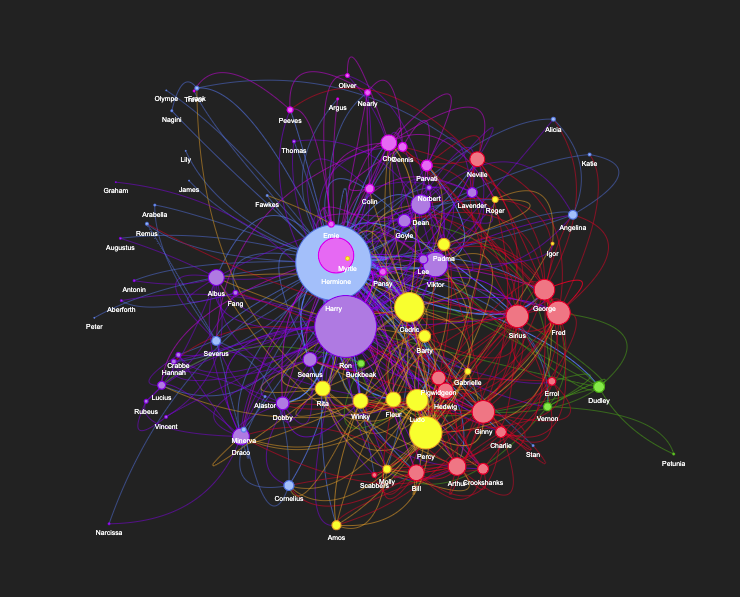 Oliver
Olympe
Frank
Nearly
Argus
Nagini
Peeves
Alicia
Thomas
Cho
Dennis
Lily
Katie
Parvati
Neville
Graham
James
Colin
Norbert
Fawkes
Lavender
Roger
Arabella
Dean
Angelina
Remus
Ernie
Goyle
Augustus
Igor
Padma
Myrtle
Lee
Hermione
Pansy
Viktor
Antonin
Albus
Fang
Aberforth
Harry
George
Peter
Cedric
Sirius
Fred
Severus
Barty
Crabbe
Ron
Hannah
Seamus
Buckbeak
Gabrielle
Pigwidgeon
Errol
Lucius
Rita
Dudley
Alastor
Winky
Fleur
Hedwig
Rubeus
Dobby
Vernon
Vincent
Ginny
Minerva
Charlie
Draco
Percy
Stan
Petunia
Molly
Scabbers
Bill
Arthur
Crookshanks
Cornelius
Narcissa
Amos